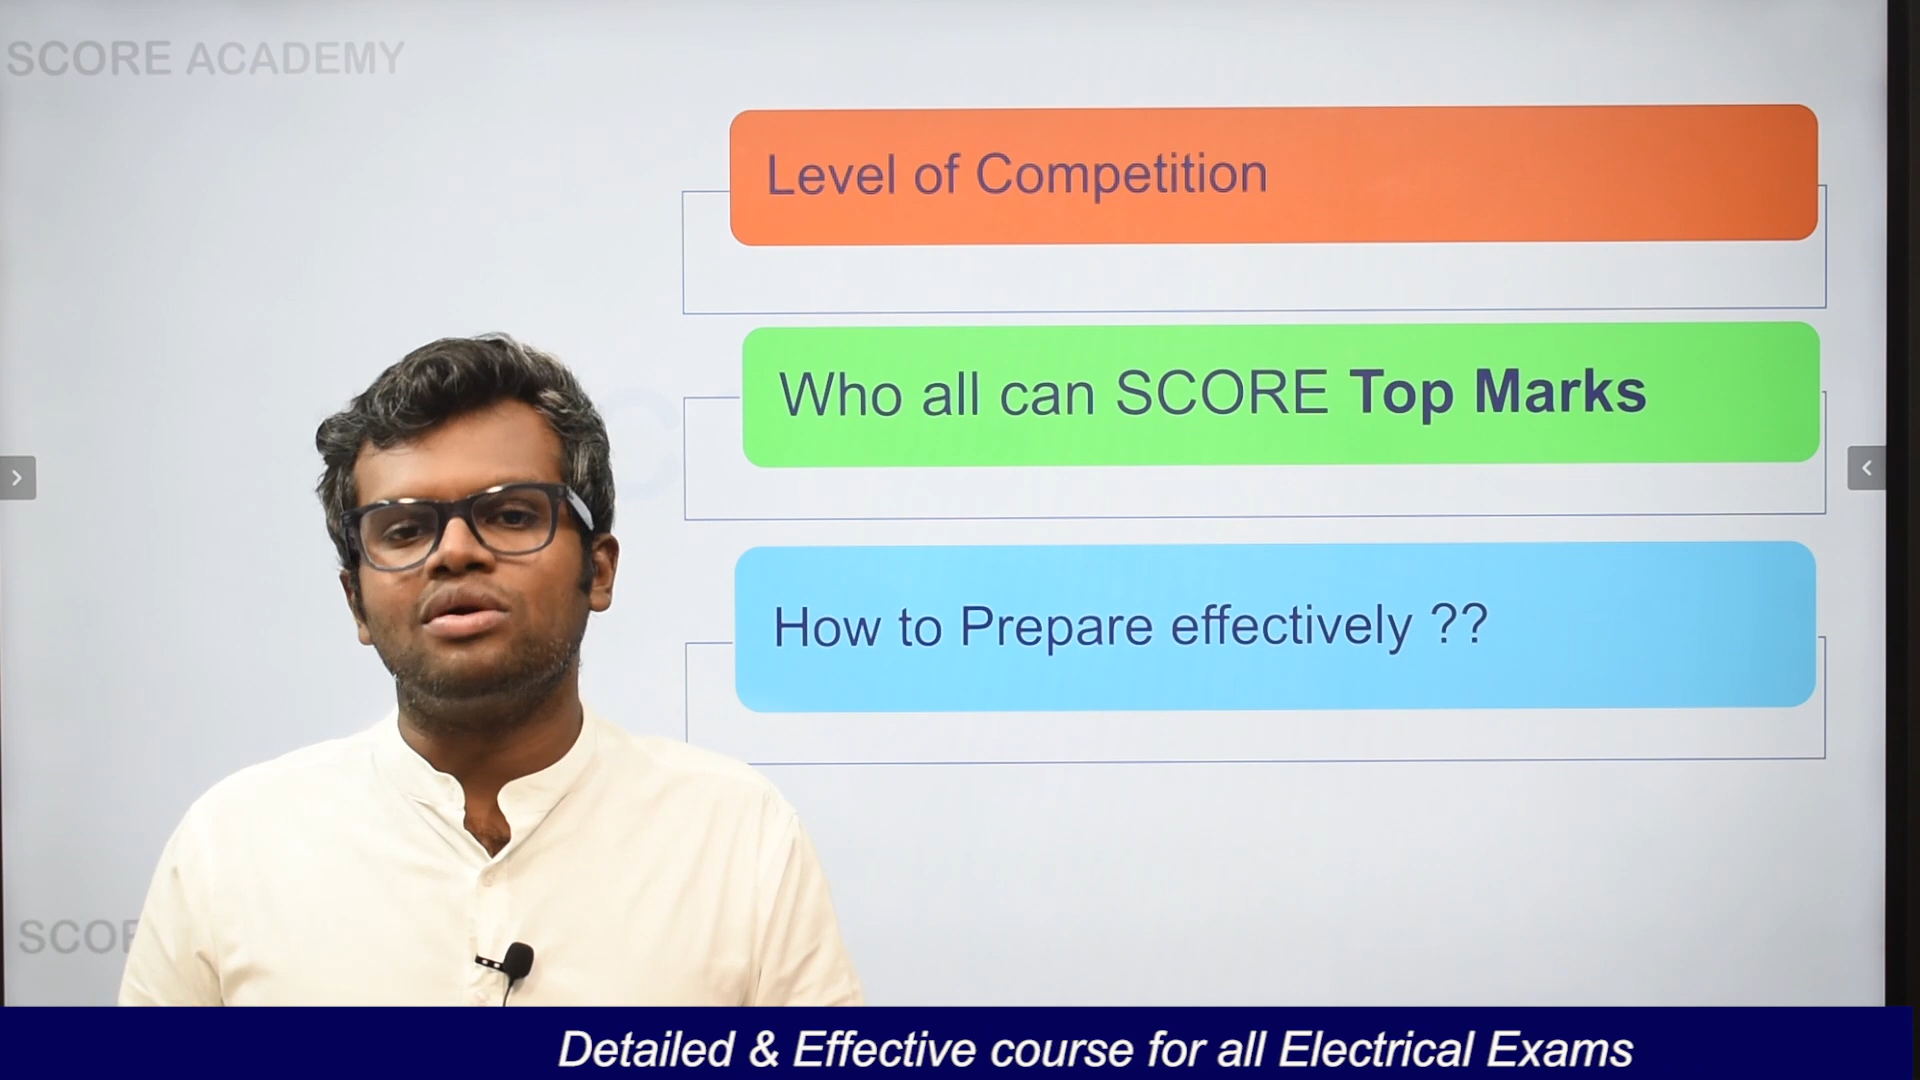 SCORE ACADEMY
Level of Competition
Who all can SCORE Top Marks
How to Prepare effectively ??
Detailed & Effective course for all Electrical Exams